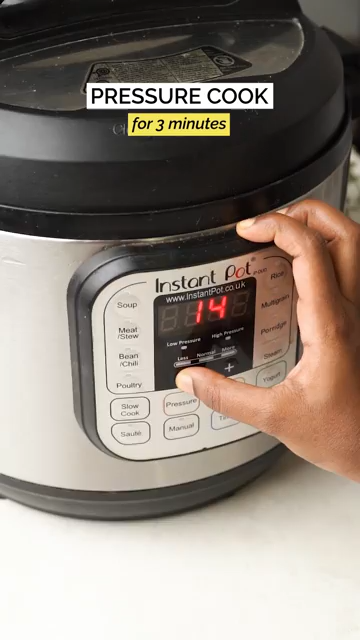 PRESSURE COOK
for 3 minutes
Instant Pot
www.InstantPot.co.uk
14
Low Pressure
High Pressure
Less
Normal
More
+
Soup
Meat
/Stew
Bean
/Chili
Poultry
Slow
Cook
Sauté
Pressure
Manual
Rice
Multigrain
Porridge
Steam
Yogurt